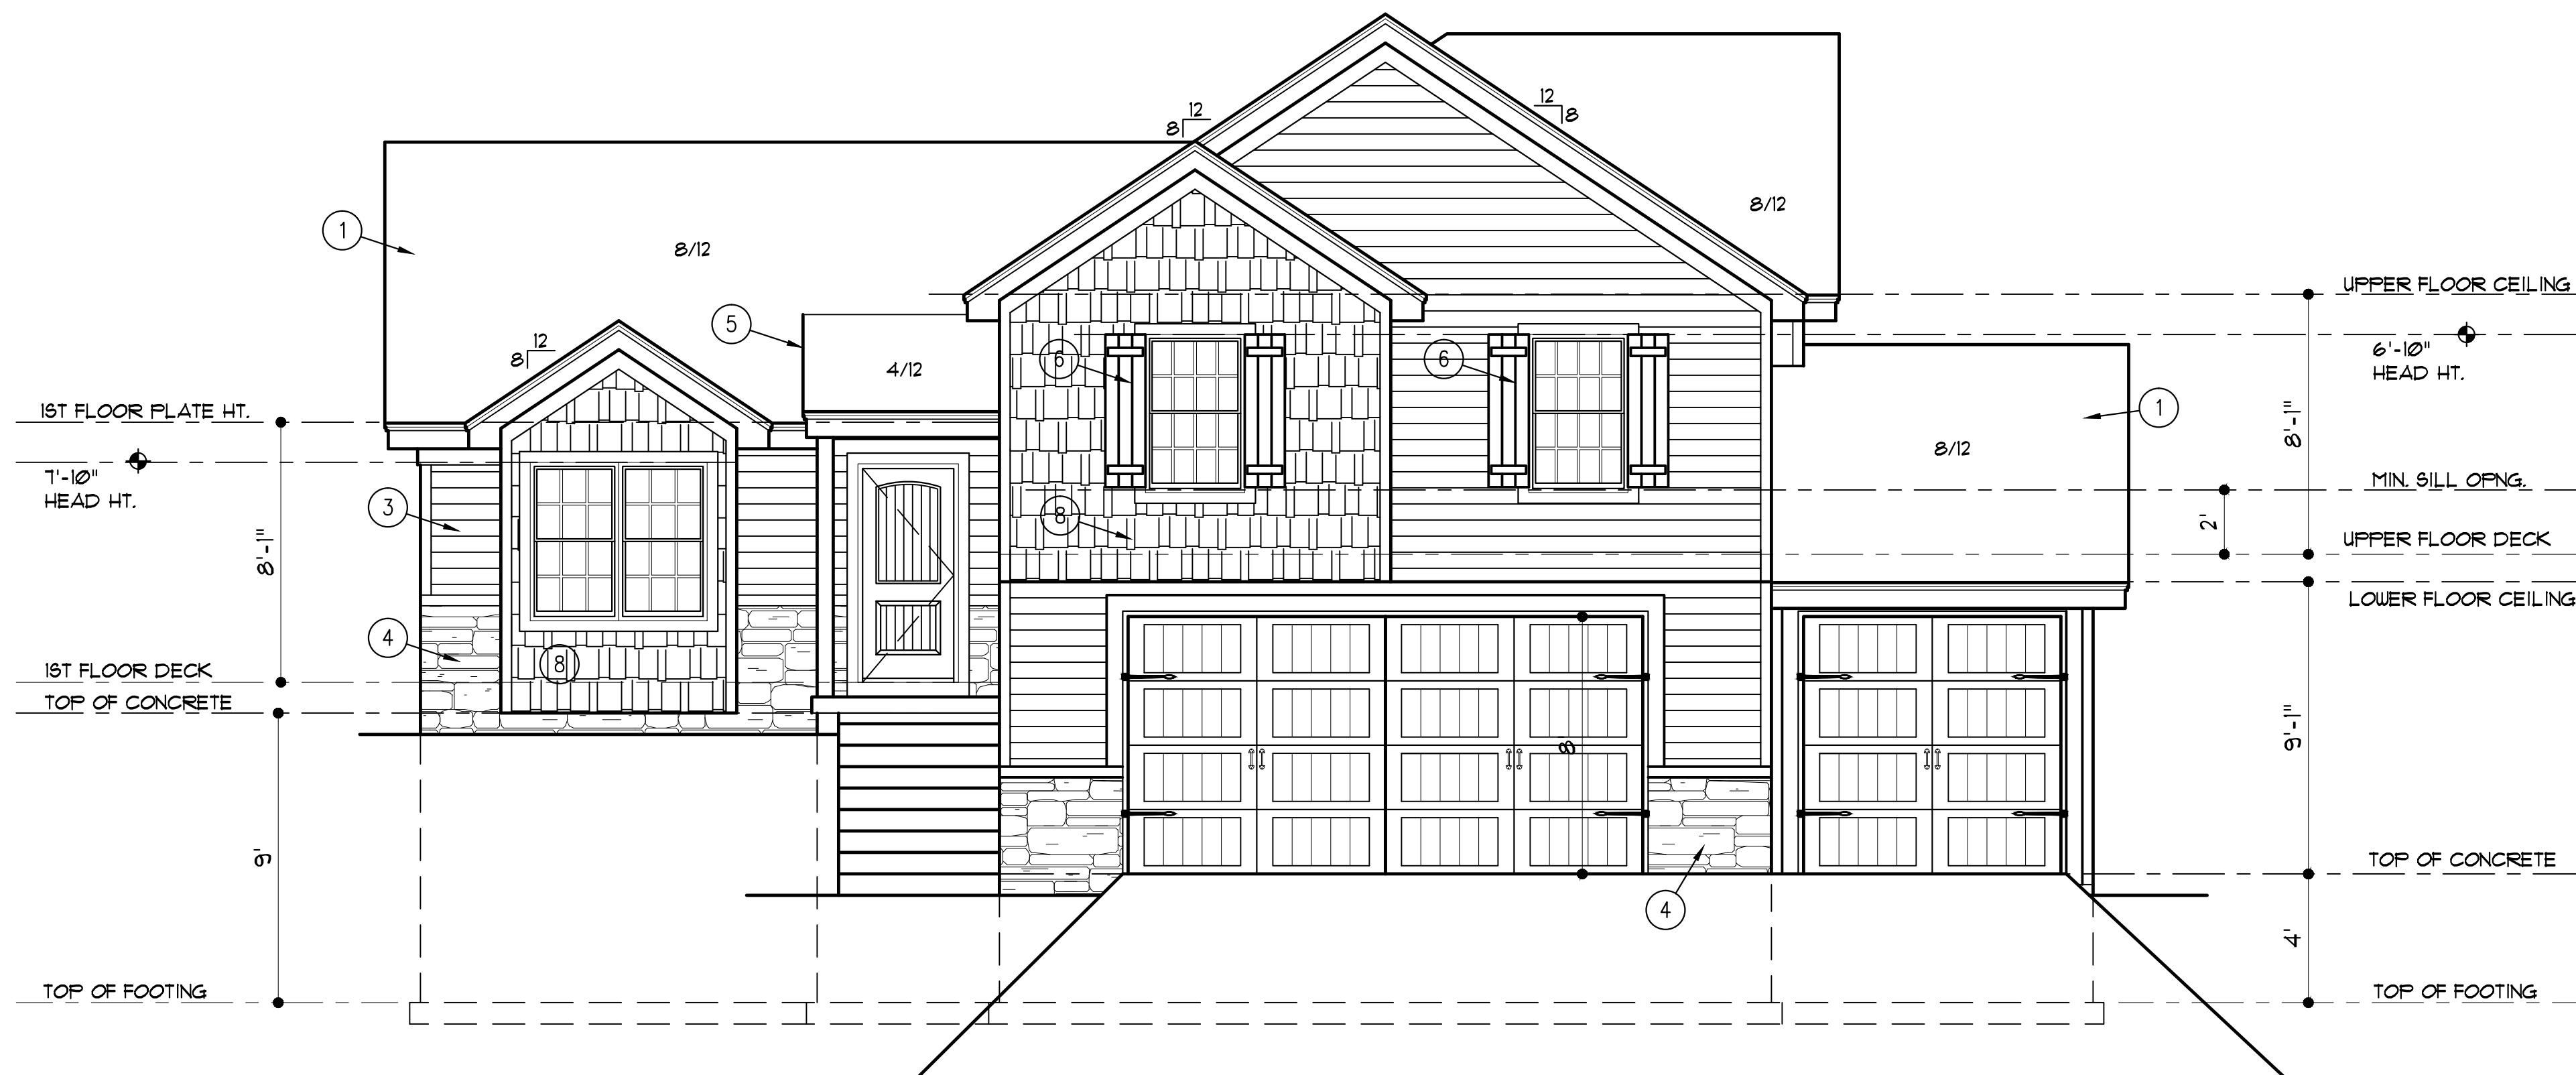 12
8
12
8
8/12
1
8/12
UPPER FLOOR CEILING
5
12
8
6
6
6'-10"
HEAD HT.
4/12
1ST FLOOR PLATE HT.
1
8'-1"
8/12
7'-10"
HEAD HT.
MIN. SILL OPNG.
3
8
2'
UPPER FLOOR DECK
8'-1"
LOWER FLOOR CEILING
4
8
1ST FLOOR DECK
TOP OF CONCRETE
9'-1"
8'
9'
TOP OF CONCRETE
4
4'
TOP OF FOOTING
TOP OF FOOTING